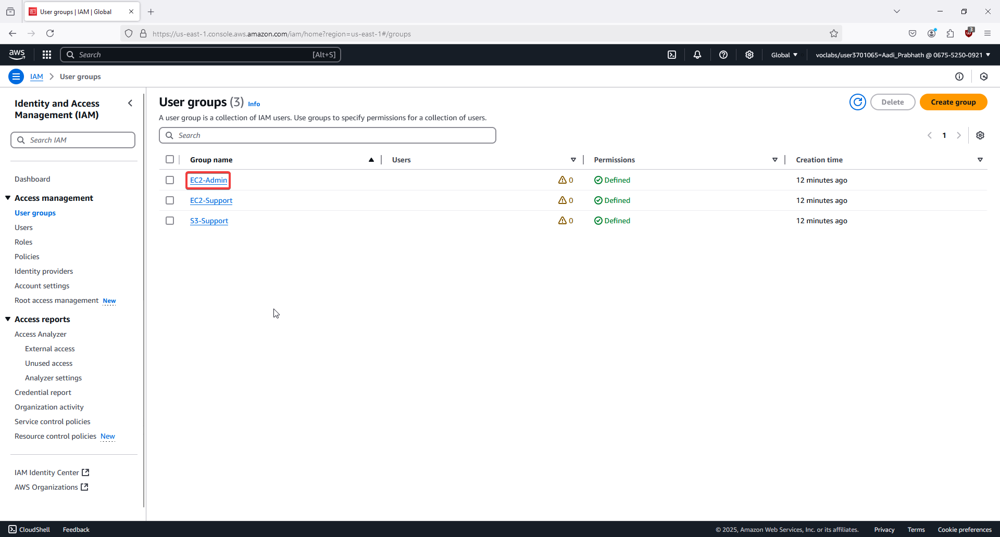 User groups | IAM | Global
https://us-east-1.console.aws.amazon.com/iam/home?region=us-east-1#/groups
3
aws
Search [Alt+S]
Global
voclabs/user3701065=Aadi_Prabhath @ 0675-5250-0921
IAM > User groups
Identity and Access Management (IAM)
Search IAM
Dashboard
Access management
User groups
Users
Roles
Policies
Identity providers
Account settings
Root access management New
Access reports
Access Analyzer
External access
Unused access
Analyzer settings
Credential report
Organization activity
Service control policies
Resource control policies New
IAM Identity Center
AWS Organizations
User groups (3) Info
Delete
Create group
A user group is a collection of IAM users. Use groups to specify permissions for a collection of users.
Search
1
Group name Users Permissions Creation time
EC2-Admin 0 Defined 12 minutes ago
EC2-Support 0 Defined 12 minutes ago
S3-Support 0 Defined 12 minutes ago
CloudShell Feedback
© 2025, Amazon Web Services, Inc. or its affiliates. Privacy Terms Cookie preferences